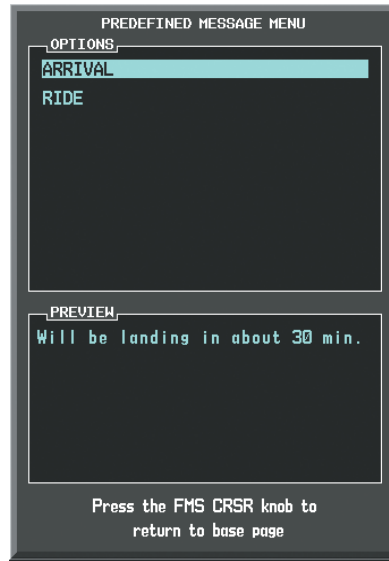 PREDEFINED MESSAGE MENU
OPTIONS
ARRIVAL
RIDE
PREVIEW
Will be landing in about 30 min.
Press the FMS CRSR knob to
return to base page